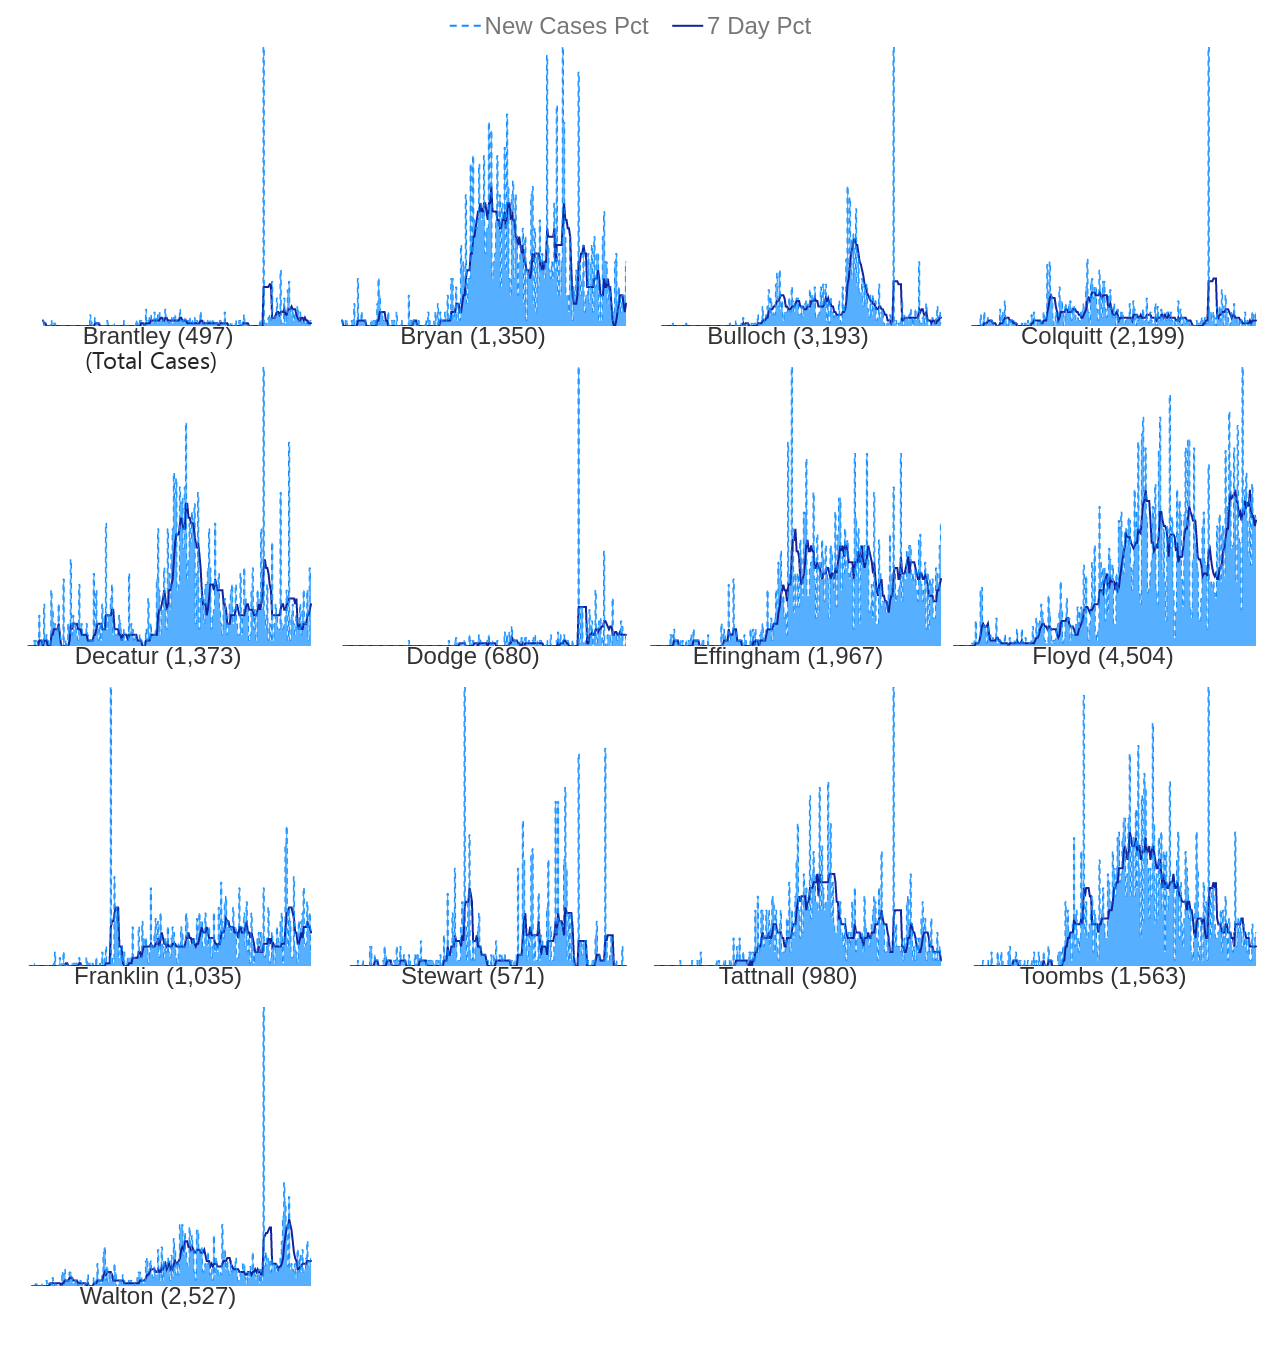 New Cases Pct 7 Day Pct
Brantley (497) Bryan (1,350) Bulloch (3,193) Colquitt (2,199)
(Total Cases)
Decatur (1,373) Dodge (680) Effingham (1,967) Floyd (4,504)
Franklin (1,035) Stewart (571) Tattnall (980) Toombs (1,563)
Walton (2,527)